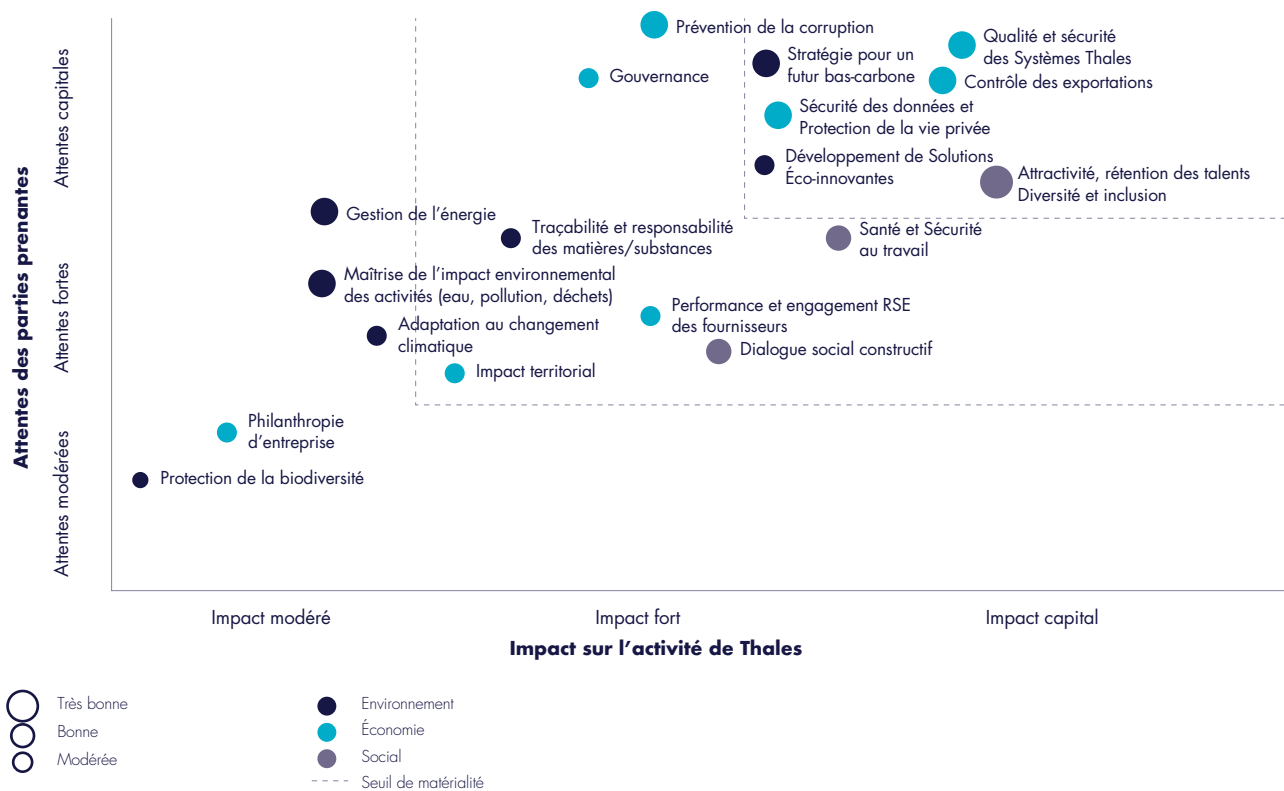 Prévention de la corruption
Qualité et sécurité
des Systèmes Thales
Stratégie pour un
futur bas-carbone
Gouvernance
Contrôle des exportations
Sécurité des données et
Protection de la vie privée
Développement de Solutions
Éco-innovantes
Attractivité, rétention des talents
Diversité et inclusion
Gestion de l'énergie
Traçabilité et responsabilité
des matières/substances
Santé et Sécurité
au travail
Maîtrise de l'impact environnemental
des activités (eau, pollution, déchets)
Performance et engagement RSE
des fournisseurs
Adaptation au changement
climatique
Dialogue social constructif
Impact territorial
Philanthropie
d'entreprise
Protection de la biodiversité
Attentes des parties prenantes
Attentes capitales
Attentes fortes
Attentes modérées
Impact modéré
Impact fort
Impact capital
Impact sur l'activité de Thales
Très bonne
Bonne
Modérée
Environnement
Économie
Social
Seuil de matérialité